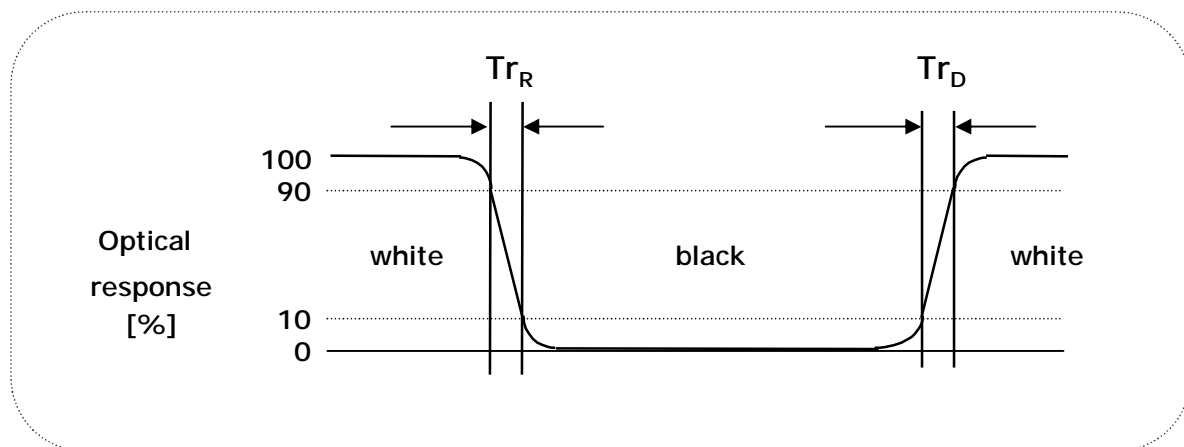 Tr_R
Tr_D
100
90
Optical
response
[%]
white
black
white
10
0